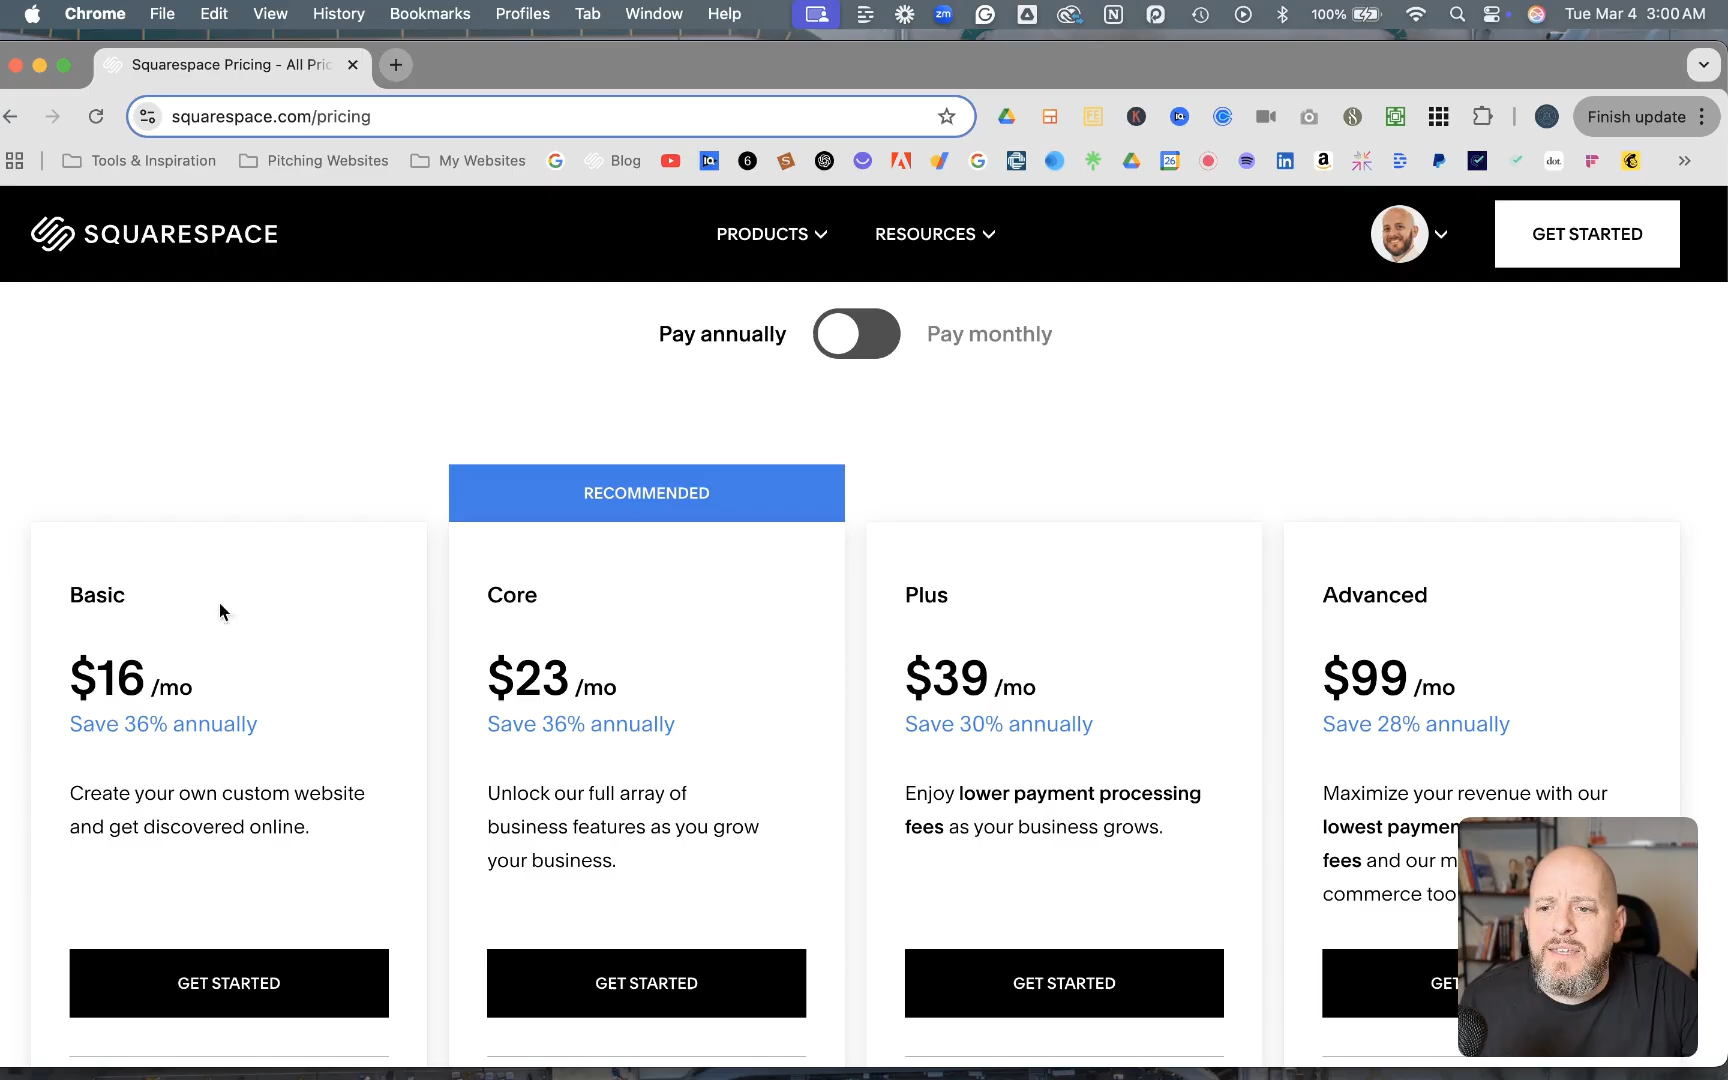 Chrome File Edit View History Bookmarks Profiles Tab Window Help 100% Tue Mar 4 3:00 AM
Squarespace Pricing - All Pric
squarespace.com/pricing
Finish update
Tools & Inspiration Pitching Websites My Websites Blog
SQUARESPACE
PRODUCTS RESOURCES
GET STARTED
Pay annually Pay monthly
RECOMMENDED
Basic
$16 /mo
Save 36% annually
Create your own custom website
and get discovered online.
GET STARTED
Core
$23 /mo
Save 36% annually
Unlock our full array of
business features as you grow
your business.
GET STARTED
Plus
$39 /mo
Save 30% annually
Enjoy lower payment processing
fees as your business grows.
GET STARTED
Advanced
$99 /mo
Save 28% annually
Maximize your revenue with our
lowest paymen
fees and our m
commerce too
GET